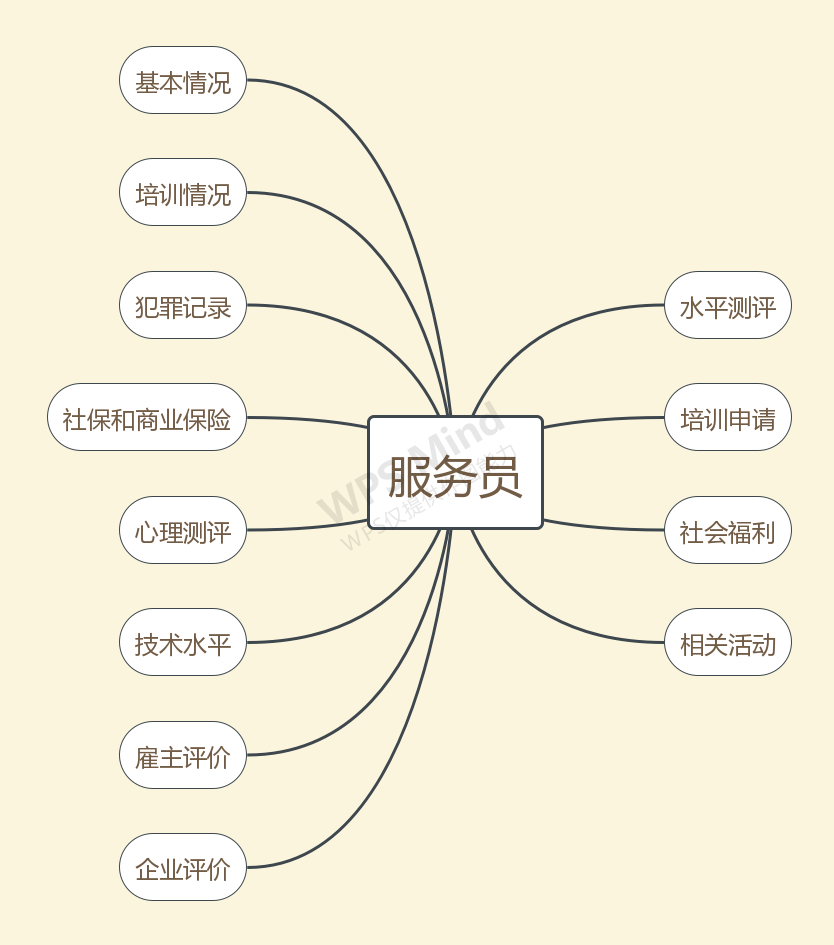 基本情况
培训情况
犯罪记录
社保和商业保险
心理测评
技术水平
雇主评价
企业评价
服务员
WPS Mind
水平测评
培训申请
社会福利
相关活动